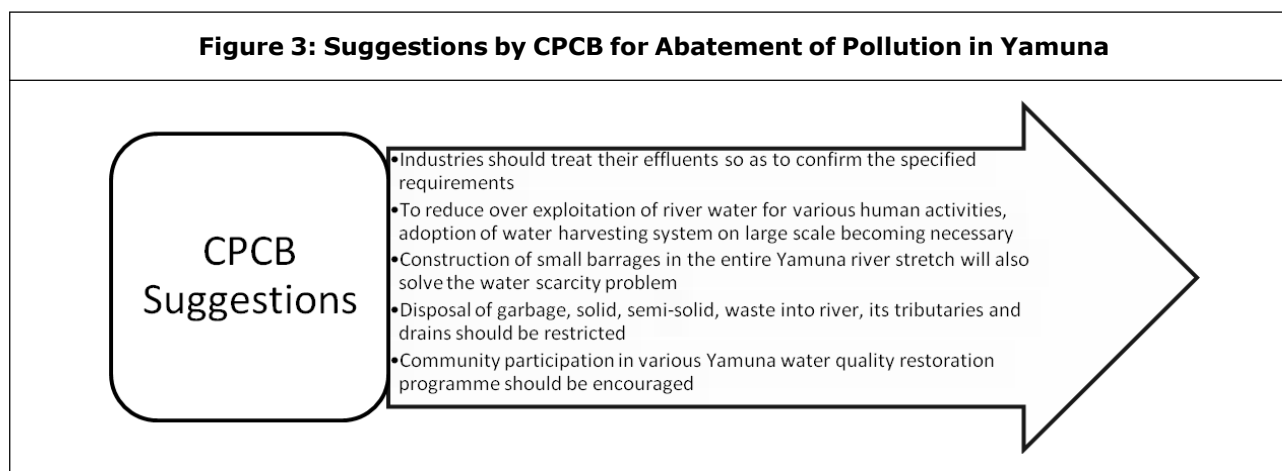 Figure 3: Suggestions by CPCB for Abatement of Pollution in Yamuna
CPCB
Suggestions
•Industries should treat their effluents so as to confirm the specified
requirements
•To reduce over exploitation of river water for various human activities,
adoption of water harvesting system on large scale becoming necessary
•Construction of small barrages in the entire Yamuna river stretch will also
solve the water scarcity problem
•Disposal of garbage, solid, semi-solid, waste into river, its tributaries and
drains should be restricted
•Community participation in various Yamuna water quality restoration
programme should be encouraged